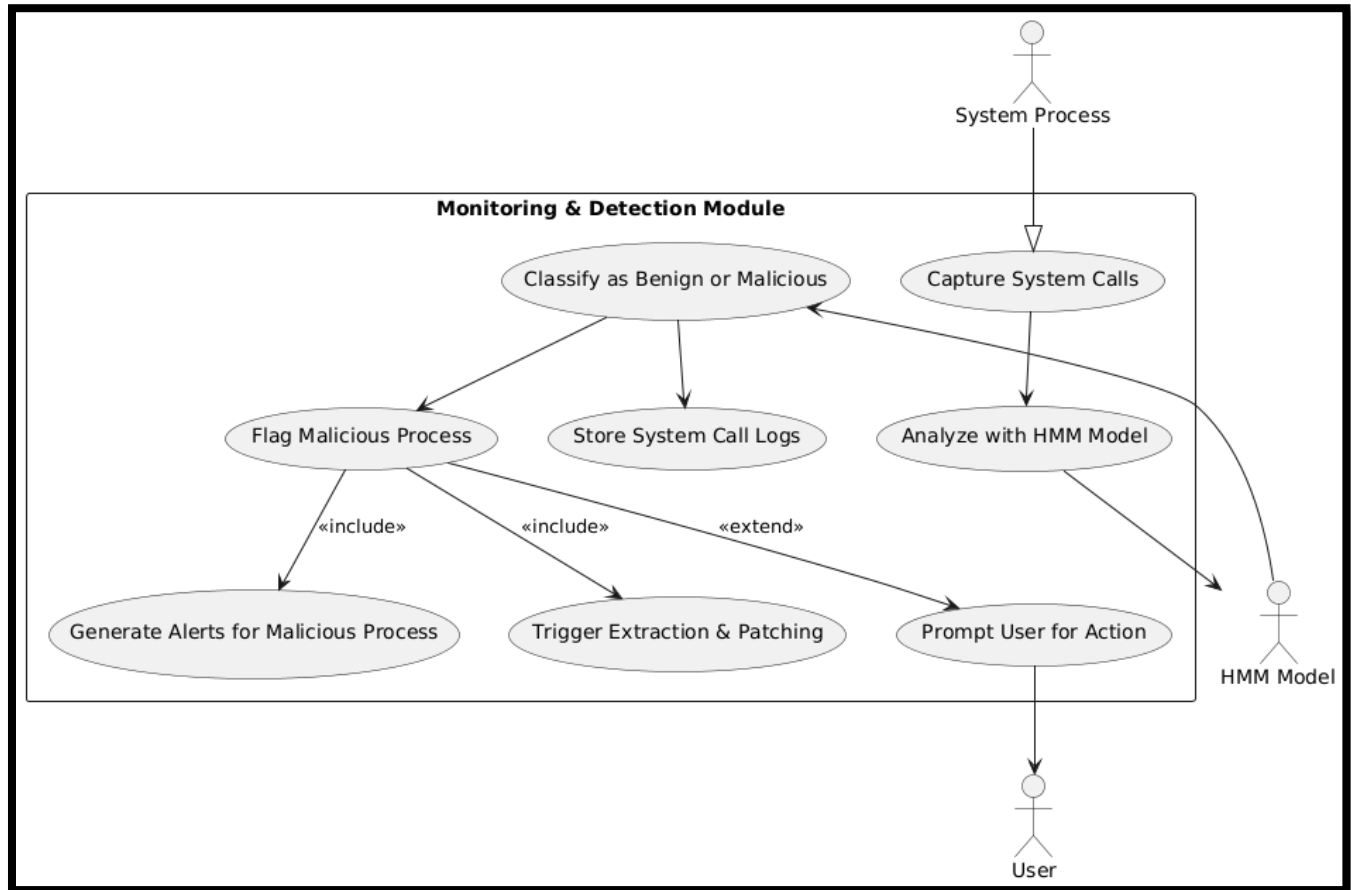 System Process
Monitoring & Detection Module
Classify as Benign or Malicious
Capture System Calls
Flag Malicious Process
Store System Call Logs
Analyze with HMM Model
«include»
«include»
«extend»
Generate Alerts for Malicious Process
Trigger Extraction & Patching
Prompt User for Action
HMM Model
User